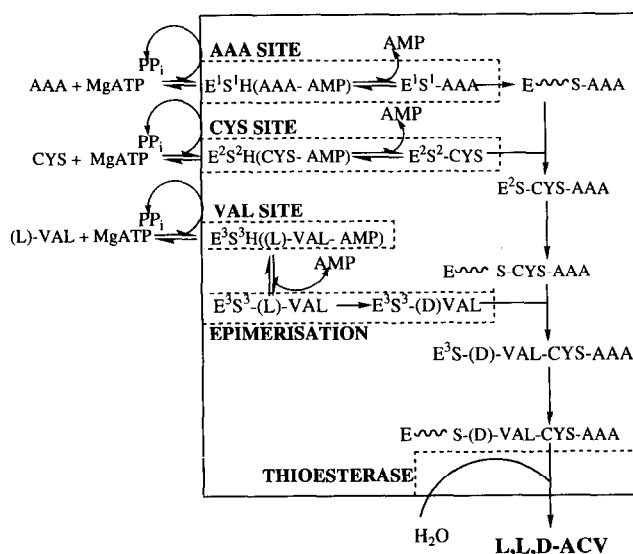 AAA SITE
AMP
PPi
AAA + MgATP
E¹S¹H(AAA- AMP)
E¹S¹-AAA
E S-AAA
CYS SITE
AMP
PPi
CYS + MgATP
E²S²H(CYS- AMP)
E²S²-CYS
E²S-CYS-AAA
VAL SITE
PPi
(L)-VAL + MgATP
E³S³H((L)-VAL- AMP)
AMP
E S-CYS-AAA
E³S³-(L)-VAL
E³S³-(D)VAL
EPIMERISATION
E³S-(D)-VAL-CYS-AAA
E S-(D)-VAL-CYS-AAA
THIOESTERASE
H₂O
L,L,D-ACV